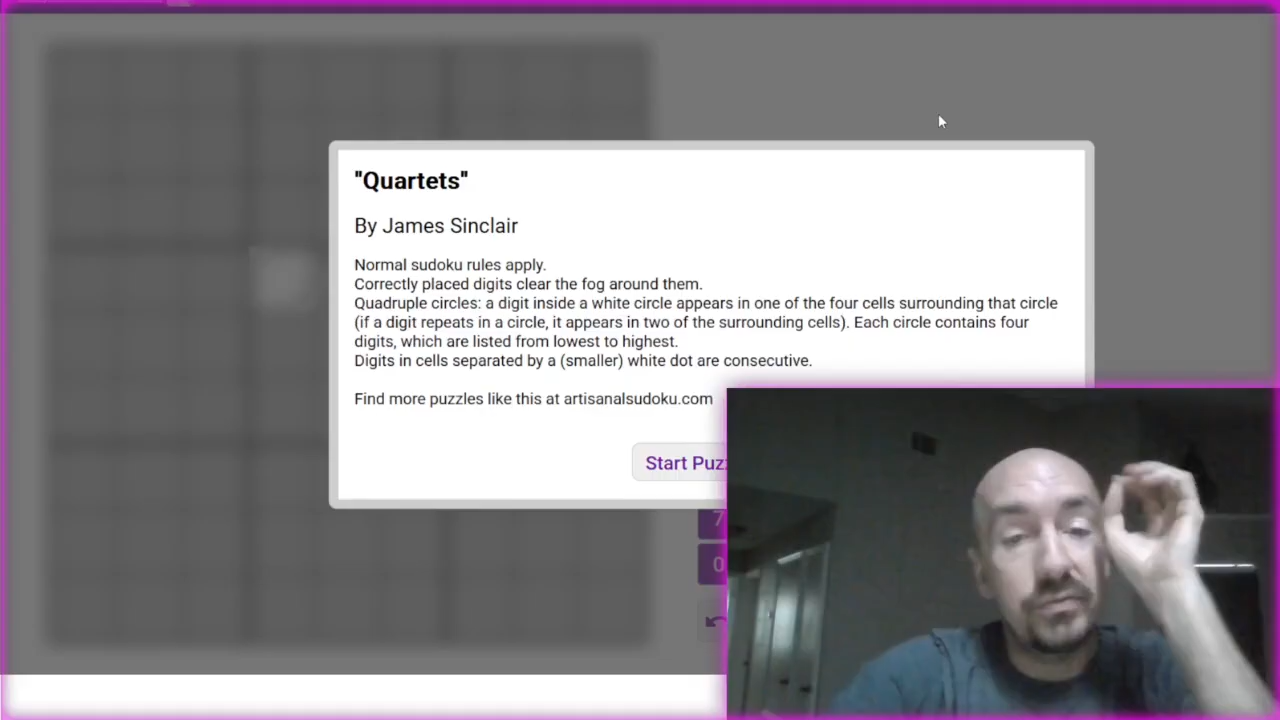 "Quartets"
By James Sinclair
Normal sudoku rules apply.
Correctly placed digits clear the fog around them.
Quadruple circles: a digit inside a white circle appears in one of the four cells surrounding that circle
(if a digit repeats in a circle, it appears in two of the surrounding cells). Each circle contains four
digits, which are listed from lowest to highest.
Digits in cells separated by a (smaller) white dot are consecutive.
Find more puzzles like this at artisanalsudoku.com
Start Puzz
7
0